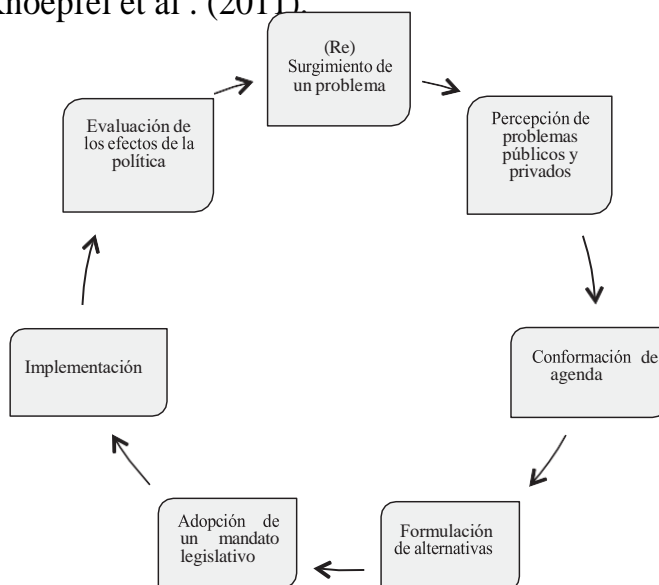 Knoepfel et al . (2011).
(Re)
Surgimiento de
un problema
Percepción de
problemas
públicos y
privados
Conformación de
agenda
Formulación
de alternativas
Adopción de
un mandato
legislativo
Implementación
Evaluación de
los efectos de la
política